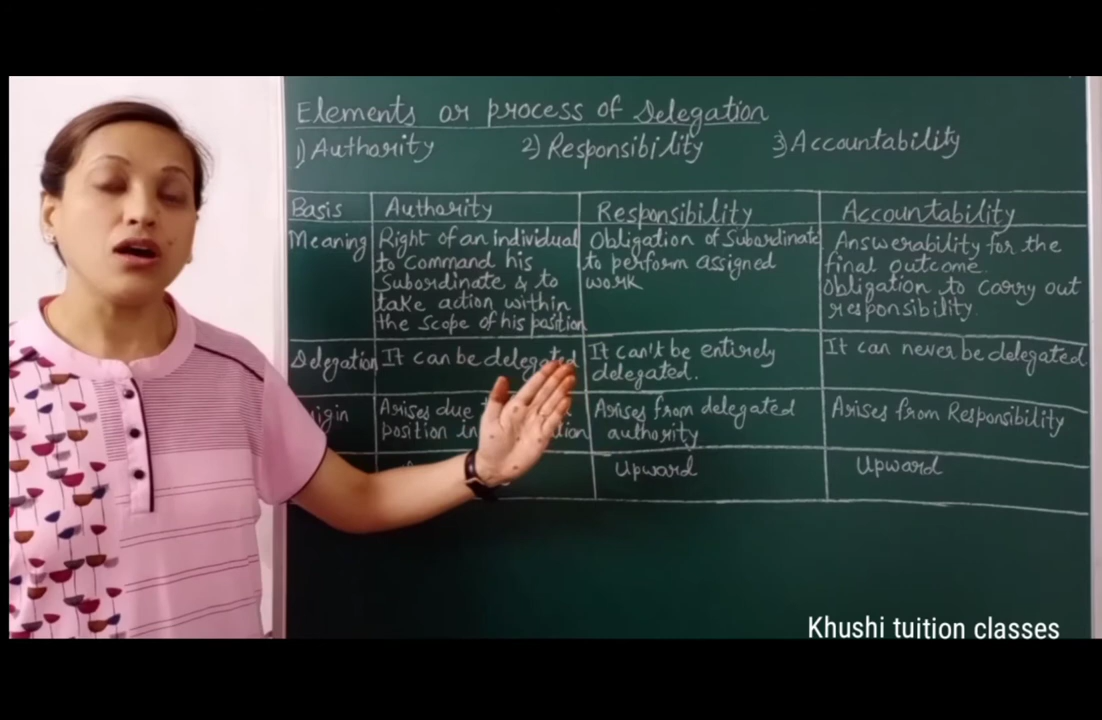 Elements or process of Delegation
1) Authority 2) Responsibility 3) Accountability
Basis Authority Responsibility Accountability
Meaning
Right of an individual
to command his
Subordinate & to
take action within
the scope of his position
Obligation of Subordinate
to perform assigned
work
Answerability for the
final outcome.
obligation to carry out
responsibility.
Delegation
It can be delegated
It can't be entirely
delegated.
It can never be delegated
Arises due
position in
Arises from delegated
authority
Arises from Responsibility
Upward Upward
Khushi tuition classes